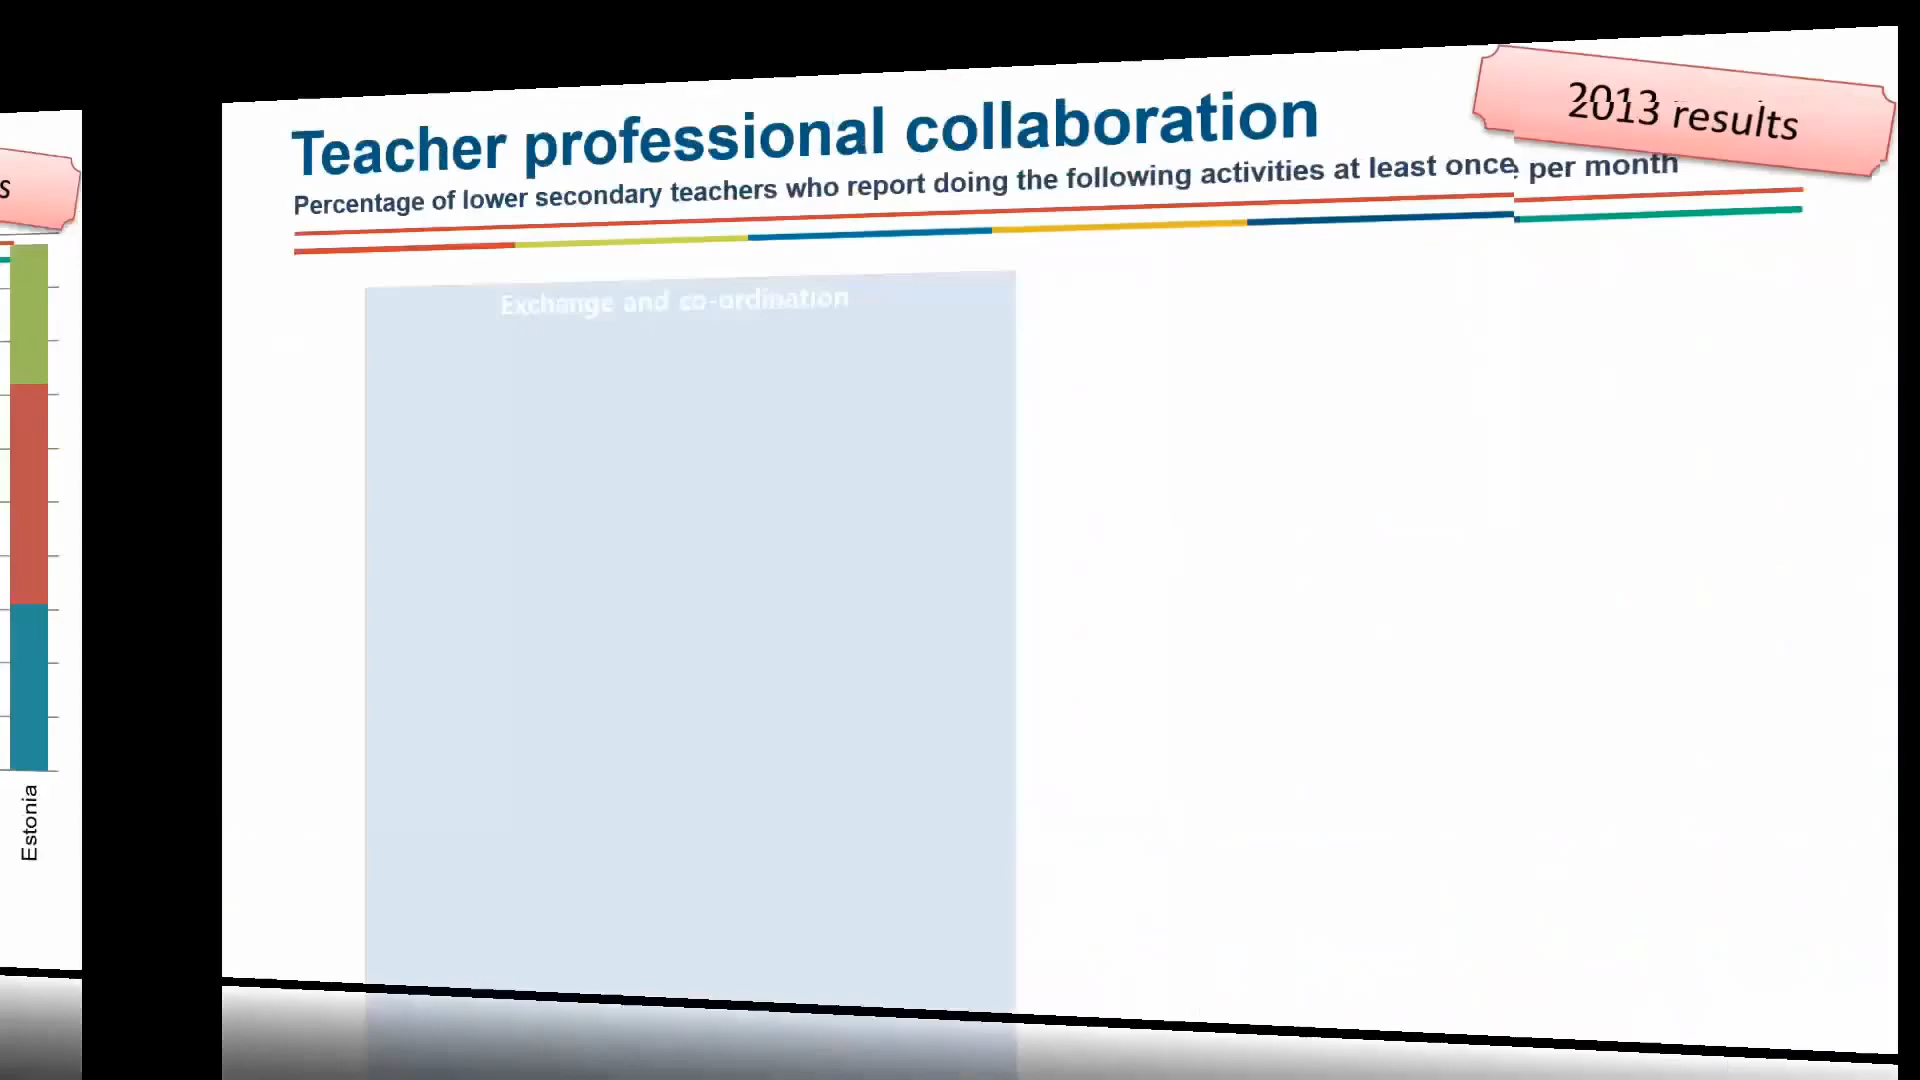 s
Estonia
2013 results
Teacher professional collaboration
Percentage of lower secondary teachers who report doing the following activities at least once per month
Exchange and co-ordination